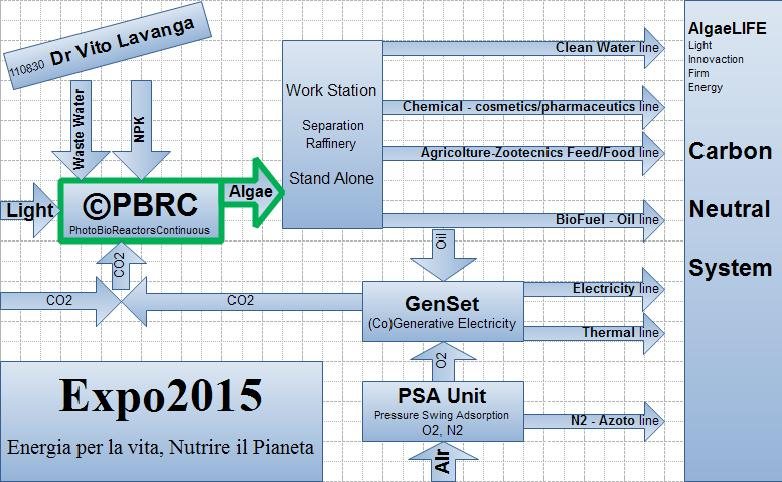 110830 Dr Vito Lavanga
Waste Water
NPK
Light
©PBRC
PhotoBioReactorsContinuous
Algae
Work Station
Separation
Raffinery
Stand Alone
Clean Water line
Chemical - cosmetics/pharmaceutics line
Agricolture-Zootecnics Feed/Food line
BioFuel - Oil line
AlgaeLIFE
Light
Innovaction
Firm
Energy
Carbon
Neutral
System
CO2
CO2
CO2
Oil
GenSet
(Co)Generative Electricity
Electricity line
Thermal line
O2
PSA Unit
Pressure Swing Adsorption
O2, N2
N2 - Azoto line
AIr
Expo2015
Energia per la vita, Nutrire il Pianeta